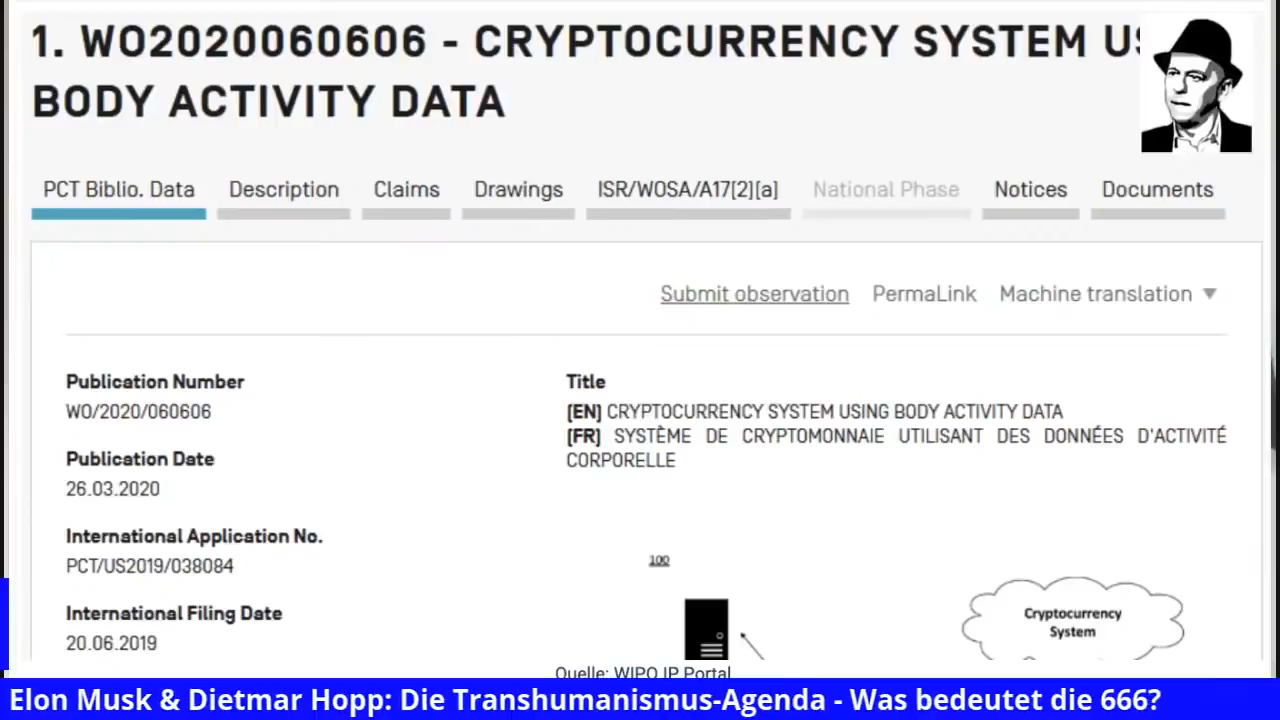 1. WO2020060606 - CRYPTOCURRENCY SYSTEM
BODY ACTIVITY DATA
PCT Biblio. Data Description Claims Drawings ISR/WOSA/A17[2][a] National Phase Notices Documents
Submit observation PermaLink Machine translation ▼
Publication Number
WO/2020/060606
Publication Date
26.03.2020
International Application No.
PCT/US2019/038084
International Filing Date
20.06.2019
Title
[EN] CRYPTOCURRENCY SYSTEM USING BODY ACTIVITY DATA
[FR] SYSTÈME DE CRYPTOMONNAIE UTILISANT DES DONNÉES D'ACTIVITÉ
CORPORELLE
100
Cryptocurrency
System
Quelle: WIPO IP Portal
Elon Musk & Dietmar Hopp: Die Transhumanismus-Agenda - Was bedeutet die 666?